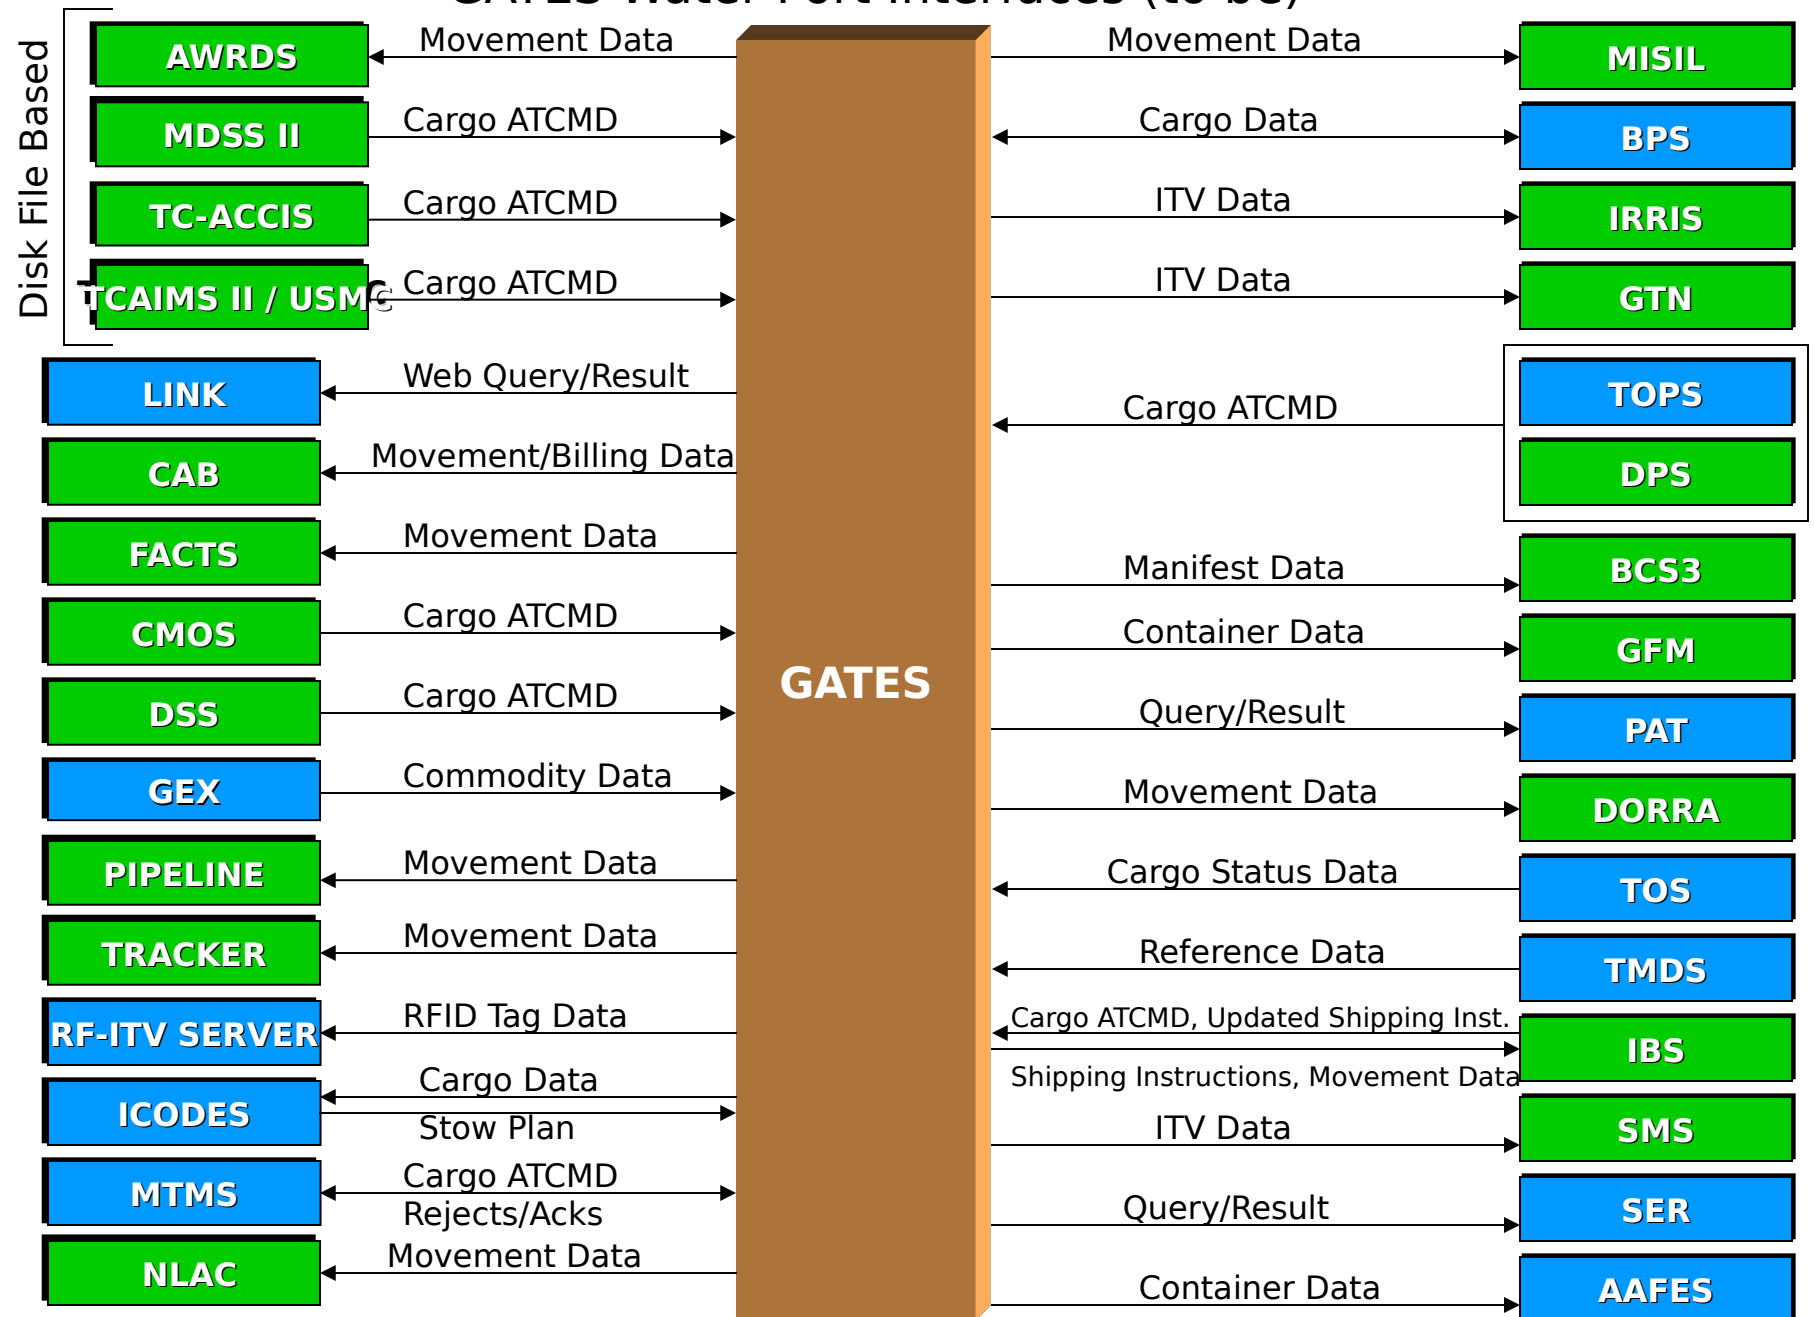 GATES Water Port Interfaces (to be)
Disk File Based
AWRDS
Movement Data
MDSS II
Cargo ATCMD
TC-ACCIS
Cargo ATCMD
TCAIMS II / USMC
Cargo ATCMD
LINK
Web Query/Result
CAB
Movement/Billing Data
FACTS
Movement Data
CMOS
Cargo ATCMD
DSS
Cargo ATCMD
GEX
Commodity Data
PIPELINE
Movement Data
TRACKER
Movement Data
RF-ITV SERVER
RFID Tag Data
ICODES
Cargo Data
Stow Plan
MTMS
Cargo ATCMD
Rejects/Acks
NLAC
Movement Data
GATES
Movement Data
MISIL
Cargo Data
BPS
ITV Data
IRRIS
ITV Data
GTN
Cargo ATCMD
TOPS
DPS
Manifest Data
BCS3
Container Data
GFM
Query/Result
PAT
Movement Data
DORRA
Cargo Status Data
TOS
Reference Data
TMDS
Cargo ATCMD, Updated Shipping Inst.
IBS
Shipping Instructions, Movement Data
ITV Data
SMS
Query/Result
SER
Container Data
AAFES